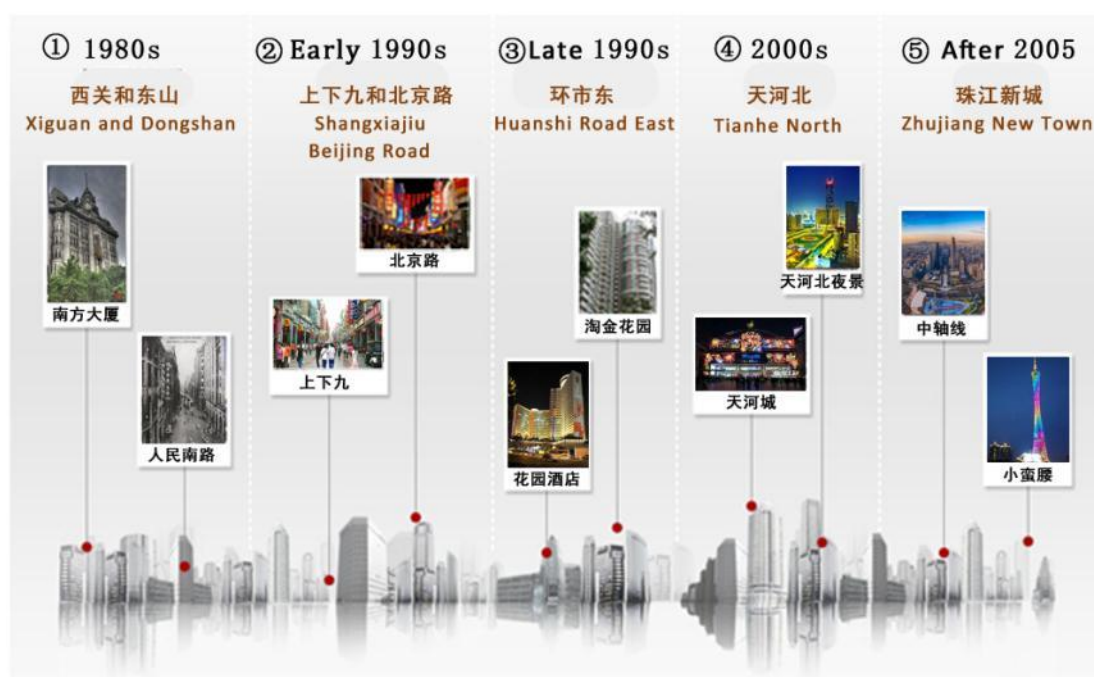 ① 1980s
西关和东山
Xiguan and Dongshan
南方大厦
人民南路
② Early 1990s
上下九和北京路
Shangxiajiu
Beijing Road
北京路
上下九
③Late 1990s
环市东
Huanshi Road East
淘金花园
花园酒店
④ 2000s
天河北
Tianhe North
天河北夜景
天河城
⑤ After 2005
珠江新城
Zhujiang New Town
中轴线
小蛮腰